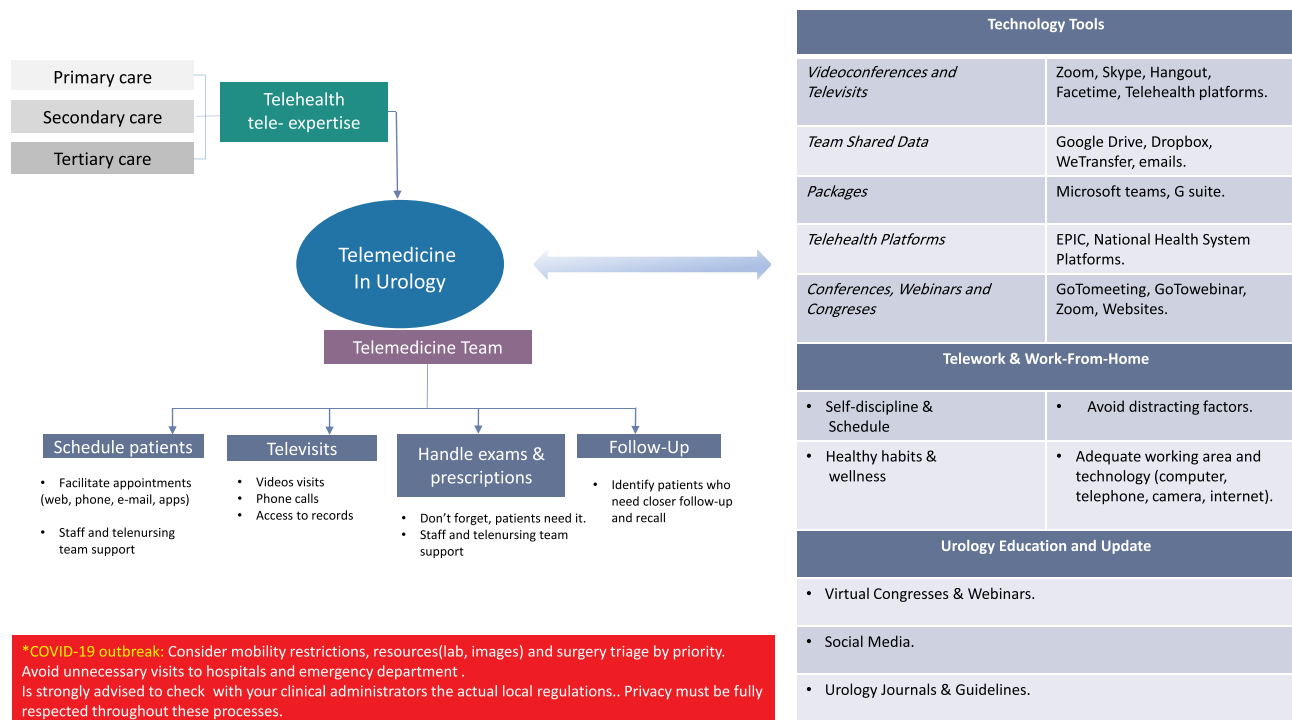 Primary care
Secondary care
Tertiary care
Telehealth
tele- expertise
Telemedicine
In Urology
Telemedicine Team
Schedule patients
• Facilitate appointments
(web, phone, e-mail, apps)
• Staff and telenursing
team support
Televisits
• Videos visits
• Phone calls
• Access to records
Handle exams &
prescriptions
• Don’t forget, patients need it.
• Staff and telenursing team
support
Follow-Up
• Identify patients who
need closer follow-up
and recall
*COVID-19 outbreak: Consider mobility restrictions, resources(lab, images) and surgery triage by priority.
Avoid unnecessary visits to hospitals and emergency department .
Is strongly advised to check  with your clinical administrators the actual local regulations.. Privacy must be fully
respected throughout these processes.
Technology Tools
Videoconferences and
Televisits
Zoom, Skype, Hangout,
Facetime, Telehealth platforms.
Team Shared Data
Google Drive, Dropbox,
WeTransfer, emails.
Packages
Microsoft teams, G suite.
Telehealth Platforms
EPIC, National Health System
Platforms.
Conferences, Webinars and
Congreses
GoTomeeting, GoTowebinar,
Zoom, Websites.
Telework & Work-From-Home
• Self-discipline &
Schedule
• Avoid distracting factors.
• Healthy habits &
wellness
• Adequate working area and
technology (computer,
telephone, camera, internet).
Urology Education and Update
• Virtual Congresses & Webinars.
• Social Media.
• Urology Journals & Guidelines.